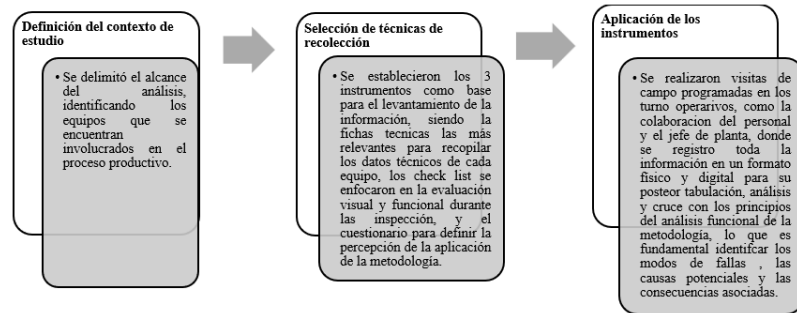 Definición del contexto de
estudio
• Se delimitó el alcance
del análisis,
identificando los
equipos que se
encuentran
involucrados en el
proceso productivo.
Selección de técnicas de
recolección
• Se establecieron los 3
instrumentos como base
para el levantamiento de la
información, siendo la
fichas tecnicas las más
relevantes para recopilar
los datos técnicos de cada
equipo, los check list se
enfocaron en la evaluación
visual y funcional durante
las inspección, y el
cuestionario para definir la
percepción de la aplicación
de la metodología.
Aplicación de los
instrumentos
• Se realizaron visitas de
campo programadas en los
turno operarivos, como la
colaboracion del personal
y el jefe de planta, donde
se registro toda la
información en un formato
físico y digital para su
posteor tabulación, análisis
y cruce con los principios
del análisis funcional de la
metodología, lo que es
fundamental identifcar los
modos de fallas , las
causas potenciales y las
consecuencias asociadas.